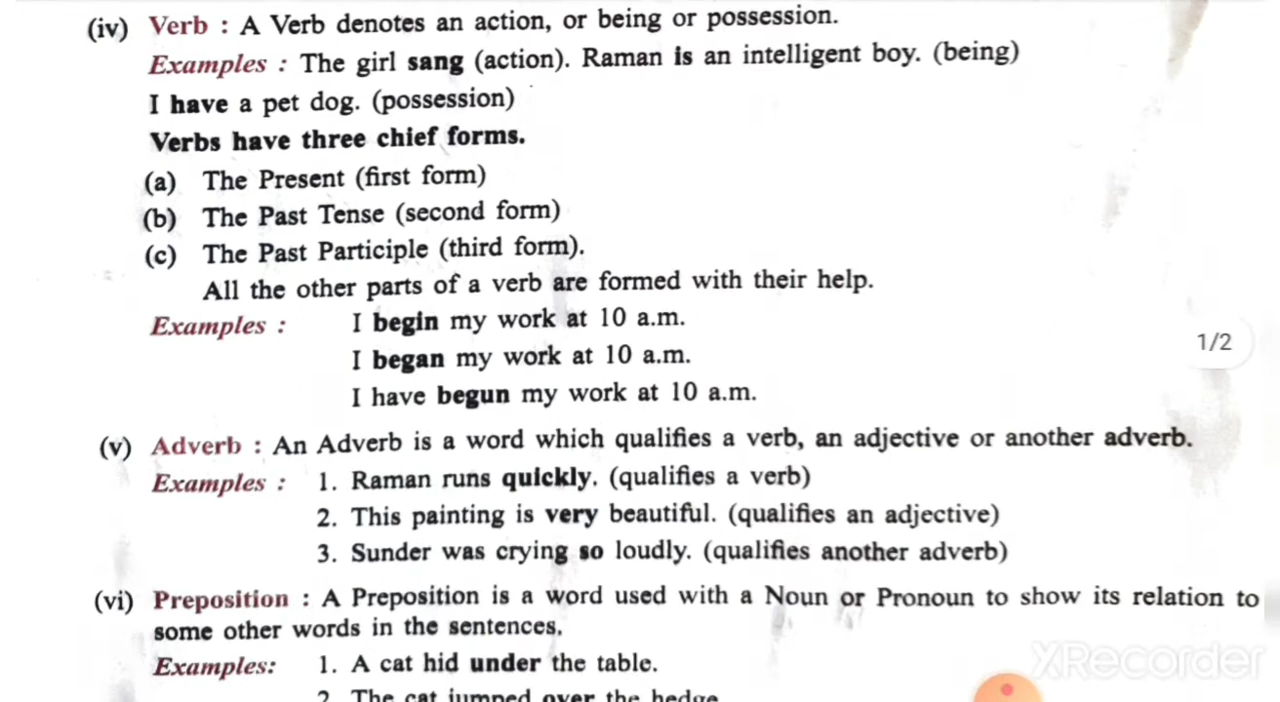 (iv) Verb : A Verb denotes an action, or being or possession.
Examples : The girl sang (action). Raman is an intelligent boy. (being)
I have a pet dog. (possession)
Verbs have three chief forms.
(a) The Present (first form)
(b) The Past Tense (second form)
(c) The Past Participle (third form).
All the other parts of a verb are formed with their help.
Examples : I begin my work at 10 a.m.
1/2
I began my work at 10 a.m.
I have begun my work at 10 a.m.
(v) Adverb : An Adverb is a word which qualifies a verb, an adjective or another adverb.
Examples : 1. Raman runs quickly. (qualifies a verb)
2. This painting is very beautiful. (qualifies an adjective)
3. Sunder was crying so loudly. (qualifies another adverb)
(vi) Preposition : A Preposition is a word used with a Noun or Pronoun to show its relation to
some other words in the sentences.
Examples: 1. A cat hid under the table.
XRecorder
2. The cat jumped over the hedge